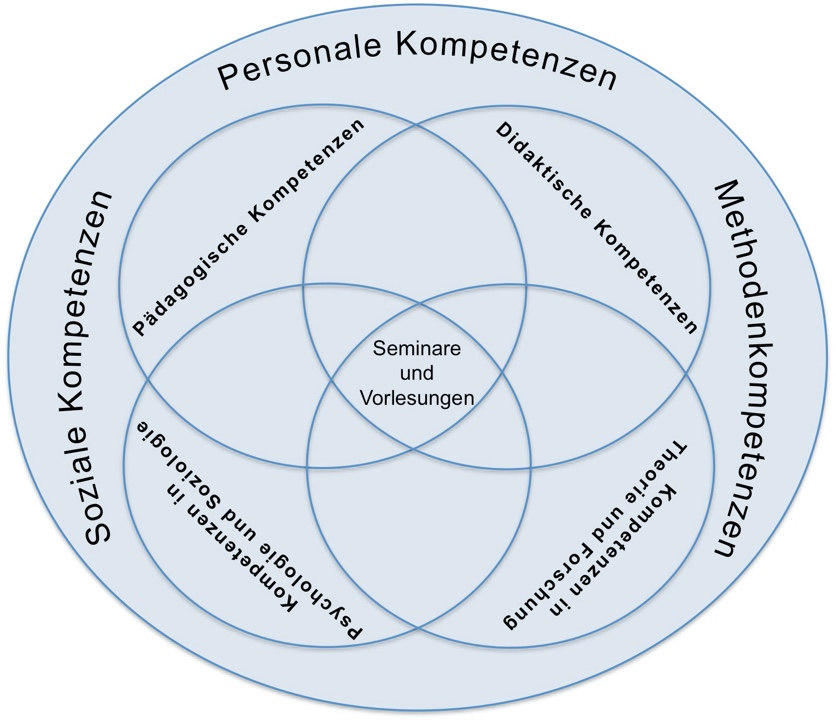 Personale Kompetenzen
Pädagogische Kompetenzen
Didaktische Kompetenzen
Soziale Kompetenzen
Methodenkompetenzen
Seminare
und
Vorlesungen
Kompetenzen in
Psychologie und Soziologie
Kompetenzen in
Theorie und Forschung